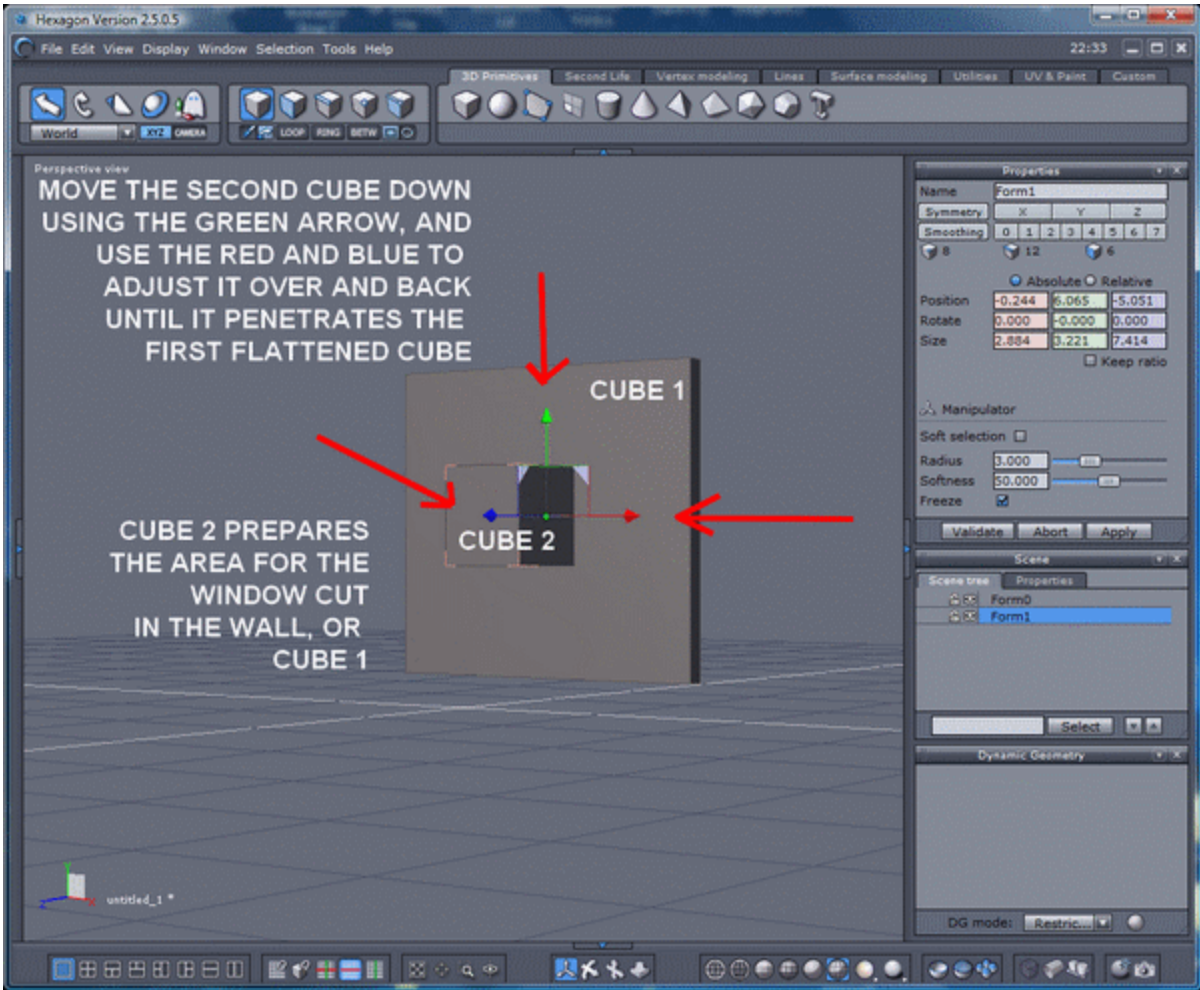 Hexagon Version 2.5.0.5
File Edit View Display Window Selection Tools Help
22:33
3D Primitives Second Life Vertex modeling Lines Surface modeling Utilities UV & Paint Custom
World XYZ CAMERA LOOP RING BETW
Perspective view
MOVE THE SECOND CUBE DOWN
USING THE GREEN ARROW, AND
USE THE RED AND BLUE TO
ADJUST IT OVER AND BACK
UNTIL IT PENETRATES THE
FIRST FLATTENED CUBE
CUBE 1
CUBE 2
CUBE 2 PREPARES
THE AREA FOR THE
WINDOW CUT
IN THE WALL, OR
CUBE 1
Y
X
Z
untitled_1 *
Properties
Name Form1
Symmetry X Y Z
Smoothing 0 1 2 3 4 5 6 7
8 12 6
Absolute Relative
Position -0.244 6.065 -5.051
Rotate 0.000 -0.000 0.000
Size 2.884 3.221 7.414
Keep ratio
Manipulator
Soft selection
Radius 3.000
Softness 50.000
Freeze
Validate Abort Apply
Scene
Scene tree Properties
Form0
Form1
Select
Dynamic Geometry
DG mode: Restric...